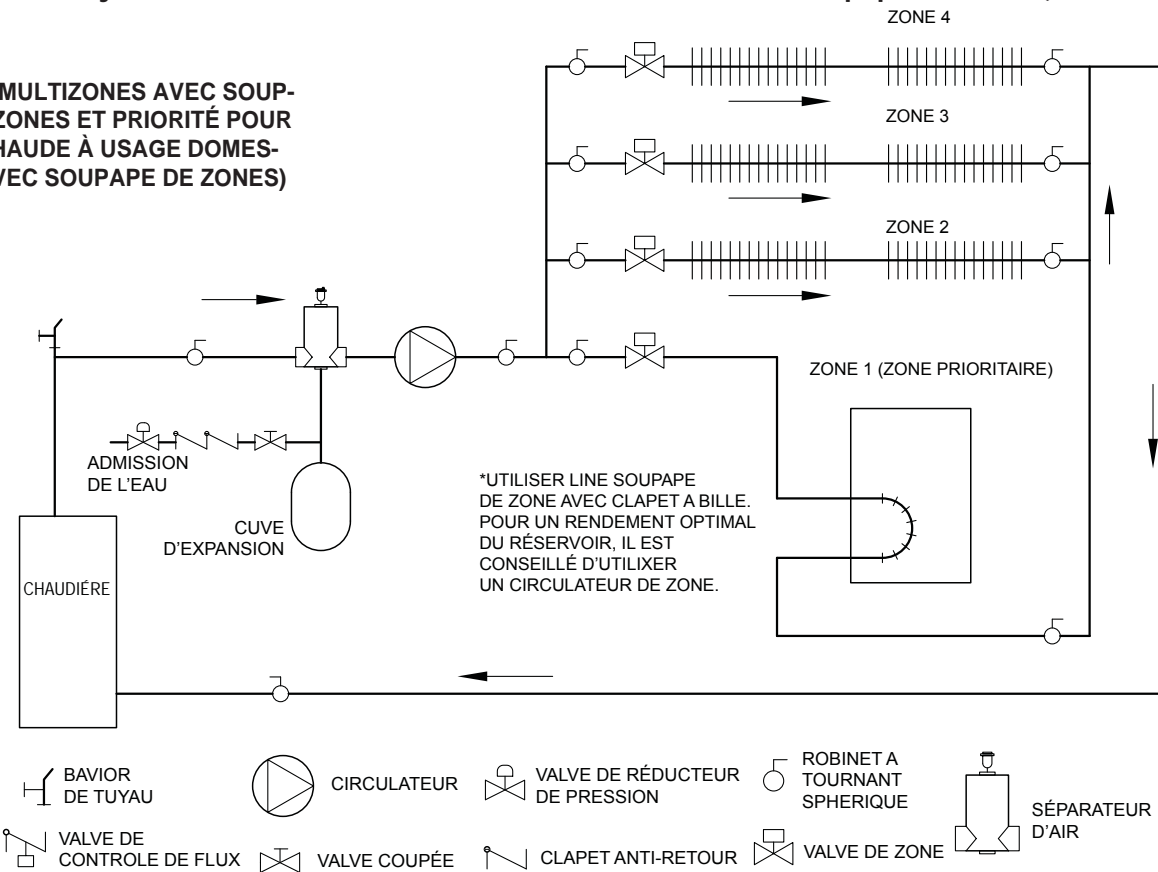 ZONE 4
MULTIZONES AVEC SOUP-
ZONES ET PRIORITÉ POUR
HAUDE À USAGE DOMES-
VEC SOUPAPE DE ZONES)
ZONE 3
ZONE 2
ZONE 1 (ZONE PRIORITAIRE)
ADMISSION
DE L'EAU
CUVE
D'EXPANSION
*UTILISER LINE SOUPAPE
DE ZONE AVEC CLAPET A BILLE.
POUR UN RENDEMENT OPTIMAL
DU RÉSERVOIR, IL EST
CONSEILLÉ D'UTILIXER
UN CIRCULATEUR DE ZONE.
CHAUDIÉRE
BAVIOR
DE TUYAU
CIRCULATEUR
VALVE DE RÉDUCTEUR
DE PRESSION
ROBINET A
TOURNANT
SPHERIQUE
SÉPARATEUR
D'AIR
VALVE DE
CONTROLE DE FLUX
VALVE COUPÉE
CLAPET ANTI-RETOUR
VALVE DE ZONE